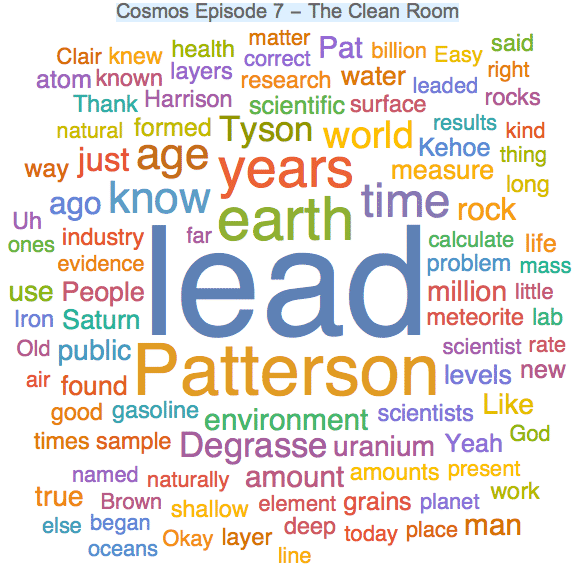 Cosmos Episode 7 – The Clean Room
matter
Clair knew health correct Pat billion Easy said
atom known layers research water leaded right
Thank Harrison scientific surface rocks
natural formed Tyson world results kind
way just age years measure Kehoe thing
ago know earth time rock long
Uh
ones industry far calculate life
evidence lead problem mass
use People million little
Iron Saturn meteorite lab
Old public Patterson scientist rate
air found levels new
good gasoline environment scientists Like
times sample Degrasse uranium Yeah God
named naturally amount amounts present
true Brown shallow element grains planet work
else began Okay layer deep today place man
oceans line